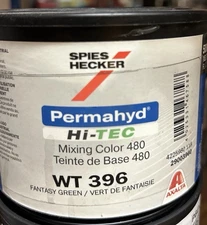 SPIES
HECKER
Permahyd®
Hi-TEC
Mixing Color 480
Teinte de Base 480
WT 396
FANTASY GREEN / VERT DE FANTAISIE
AXALTA